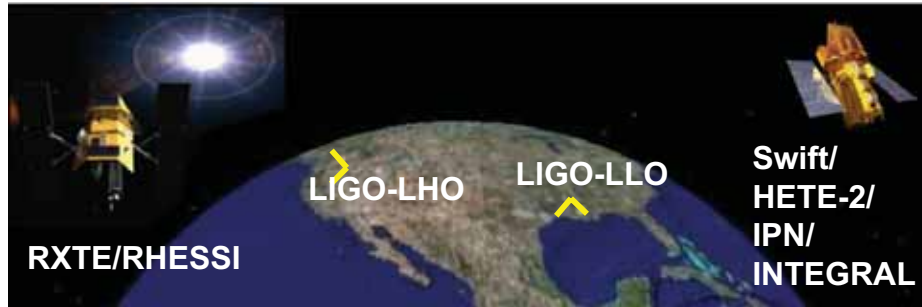 LIGO-LHO
LIGO-LLO
RXTE/RHESSI
Swift/
HETE-2/
IPN/
INTEGRAL